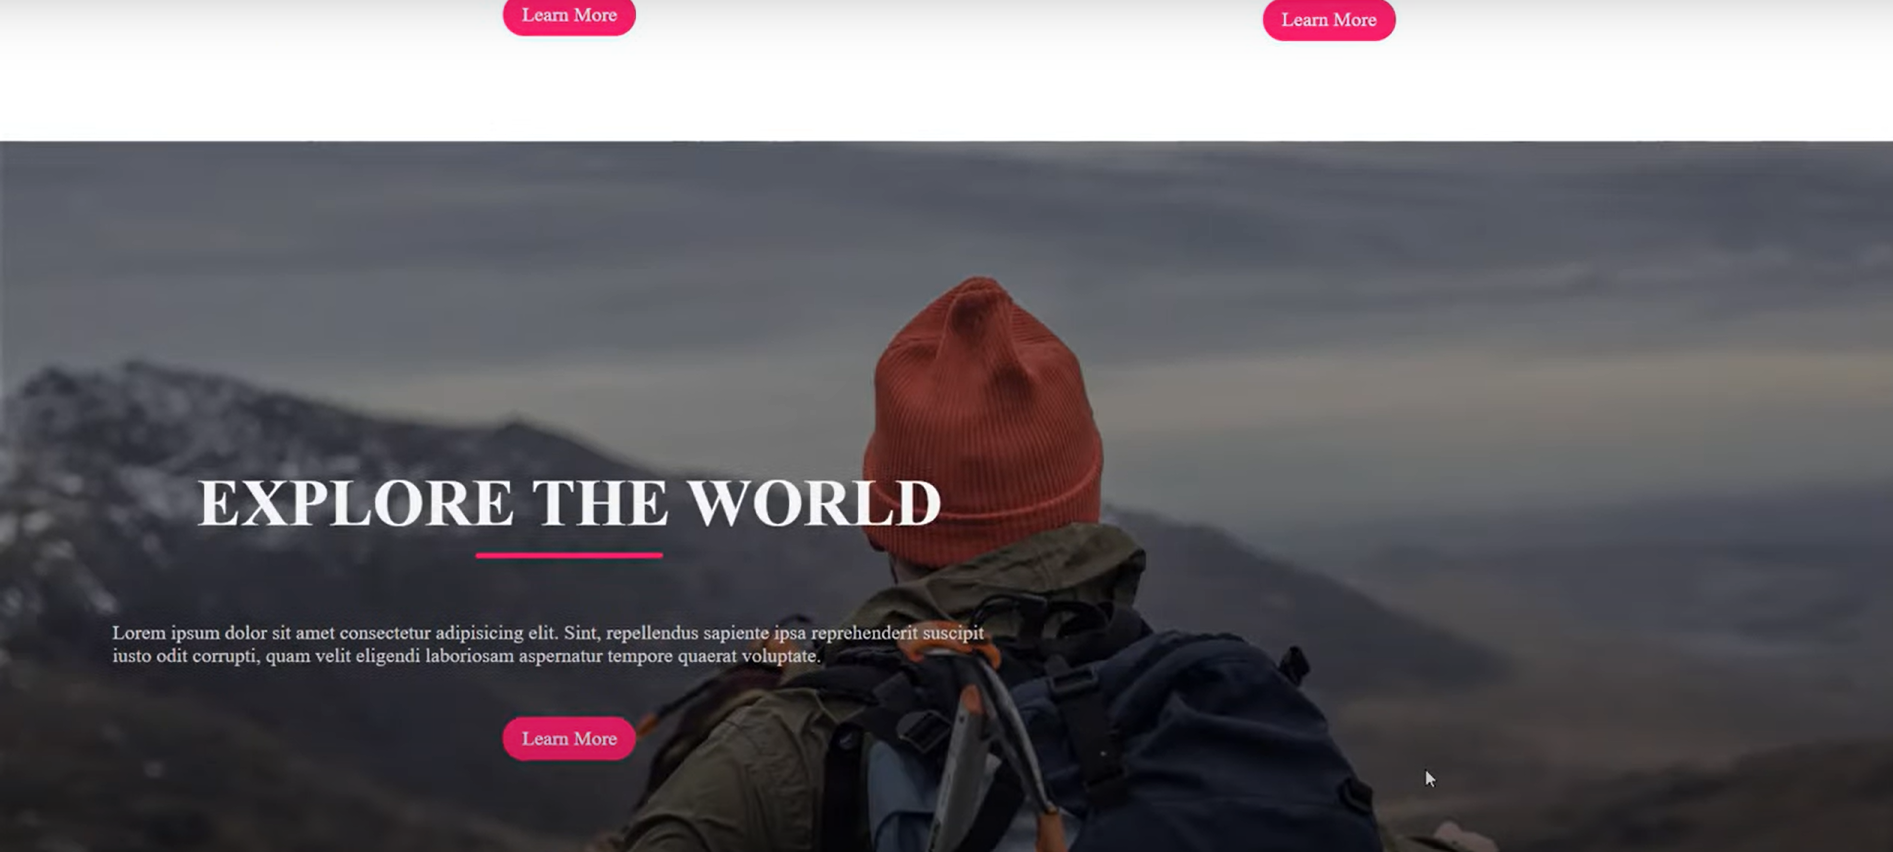 Learn More
Learn More
EXPLORE THE WORLD
Lorem ipsum dolor sit amet consectetur adipisicing elit. Sint, repellendus sapiente ipsa reprehenderit suscipit
iusto odit corrupti, quam velit eligendi laboriosam aspernatur tempore quaerat voluptate.
Learn More